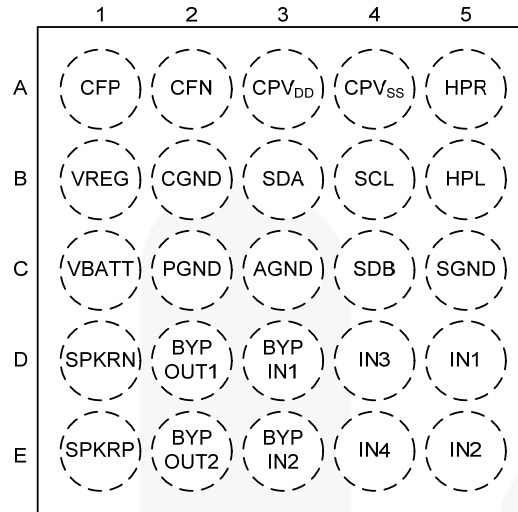 1 2 3 4 5
A CFP CFN CPVDD CPVSS HPR
B VREG CGND SDA SCL HPL
C VBATT PGND AGND SDB SGND
D SPKRN BYP OUT1 BYP IN1 IN3 IN1
E SPKRP BYP OUT2 BYP IN2 IN4 IN2